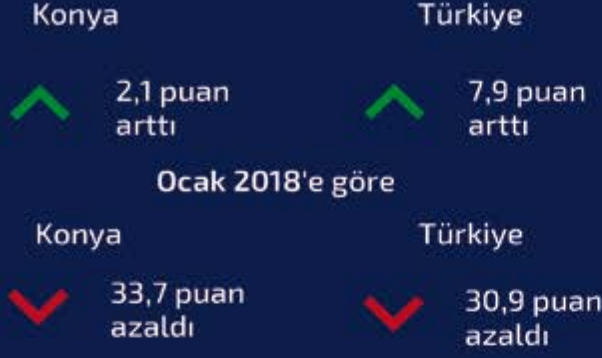 Konya
Türkiye
2,1 puan
arttı
7,9 puan
arttı
Ocak 2018'e göre
Konya
Türkiye
33,7 puan
azaldı
30,9 puan
azaldı